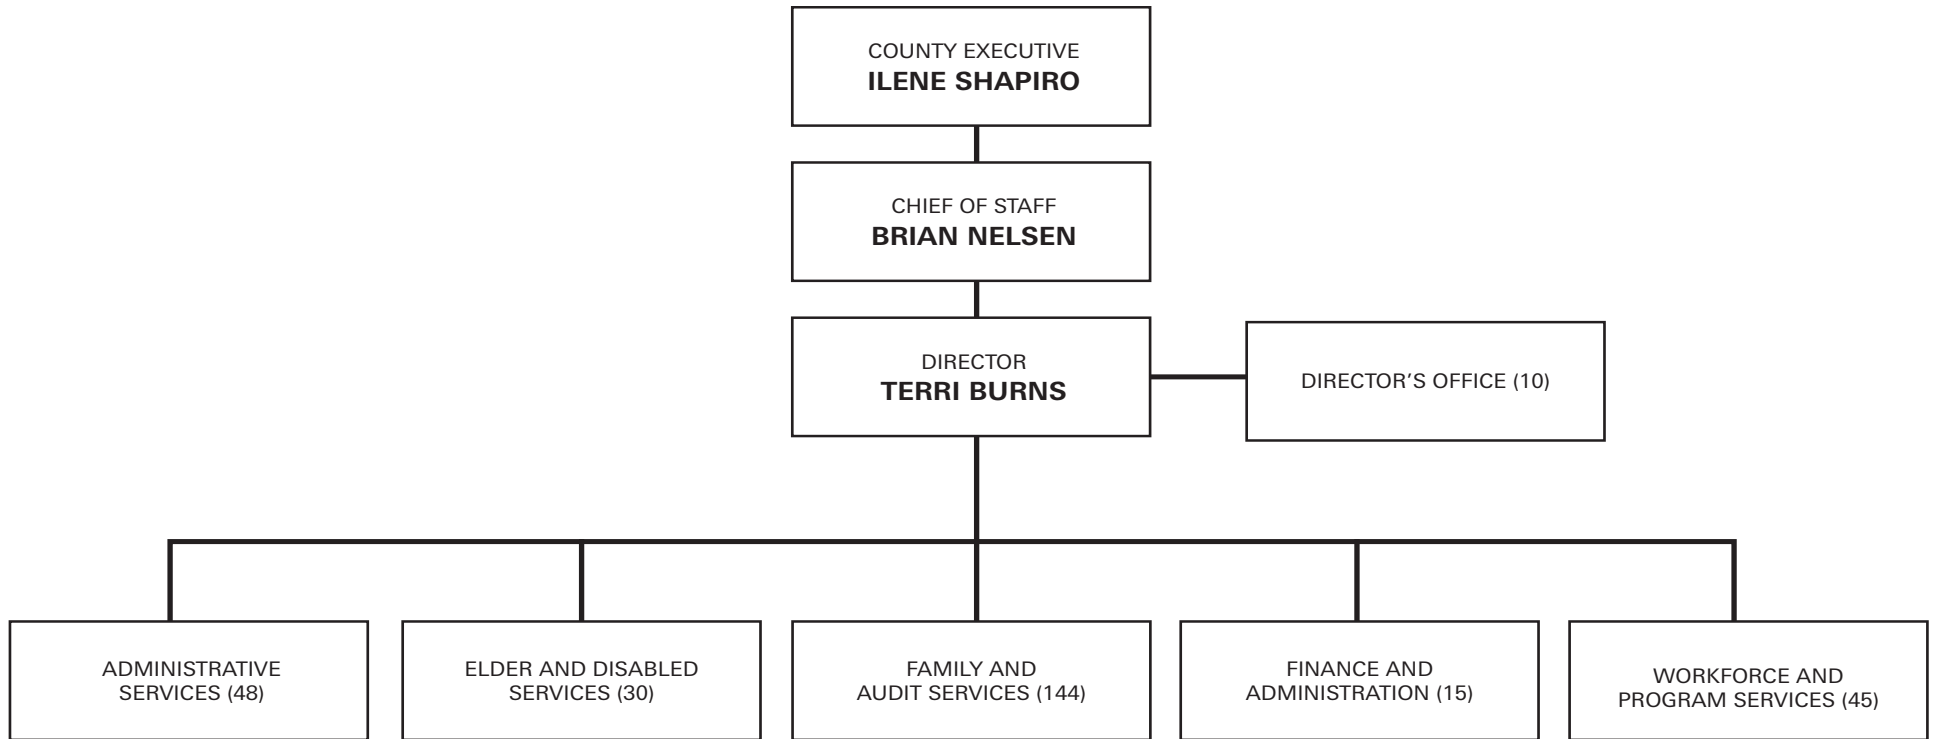 COUNTY EXECUTIVE
ILENE SHAPIRO
CHIEF OF STAFF
BRIAN NELSEN
DIRECTOR
TERRI BURNS
DIRECTOR’S OFFICE (10)
ADMINISTRATIVE
SERVICES (48)
ELDER AND DISABLED
SERVICES (30)
FAMILY AND
AUDIT SERVICES (144)
FINANCE AND
ADMINISTRATION (15)
WORKFORCE AND
PROGRAM SERVICES (45)